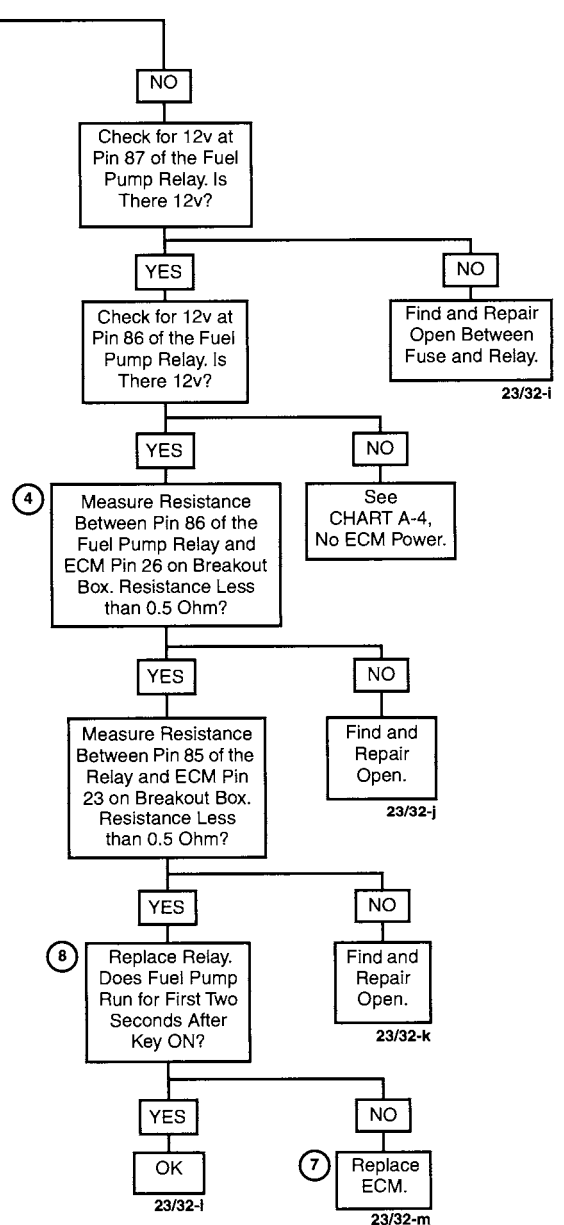 NO
Check for 12v at
Pin 87 of the Fuel
Pump Relay. Is
There 12v?
YES
NO
Check for 12v at
Pin 86 of the Fuel
Pump Relay. Is
There 12v?
Find and Repair
Open Between
Fuse and Relay.
23/32-i
YES
NO
4
Measure Resistance
Between Pin 86 of the
Fuel Pump Relay and
ECM Pin 26 on Breakout
Box. Resistance Less
than 0.5 Ohm?
See
CHART A-4,
No ECM Power.
YES
NO
Measure Resistance
Between Pin 85 of the
Relay and ECM Pin
23 on Breakout Box.
Resistance Less
than 0.5 Ohm?
Find and
Repair
Open.
23/32-j
YES
NO
8
Replace Relay.
Does Fuel Pump
Run for First Two
Seconds After
Key ON?
Find and
Repair
Open.
23/32-k
YES
NO
OK
23/32-l
7
Replace
ECM.
23/32-m